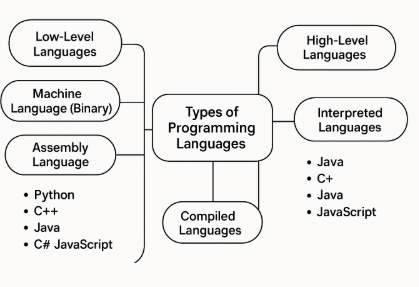 Low-Level
Languages
Machine
Language (Binary)
Assembly
Language
• Python
• C++
• Java
• C# JavaScript
Types of
Programming
Languages
Compiled
Languages
High-Level
Languages
Interpreted
Languages
• Java
• C+
• Java
• JavaScript